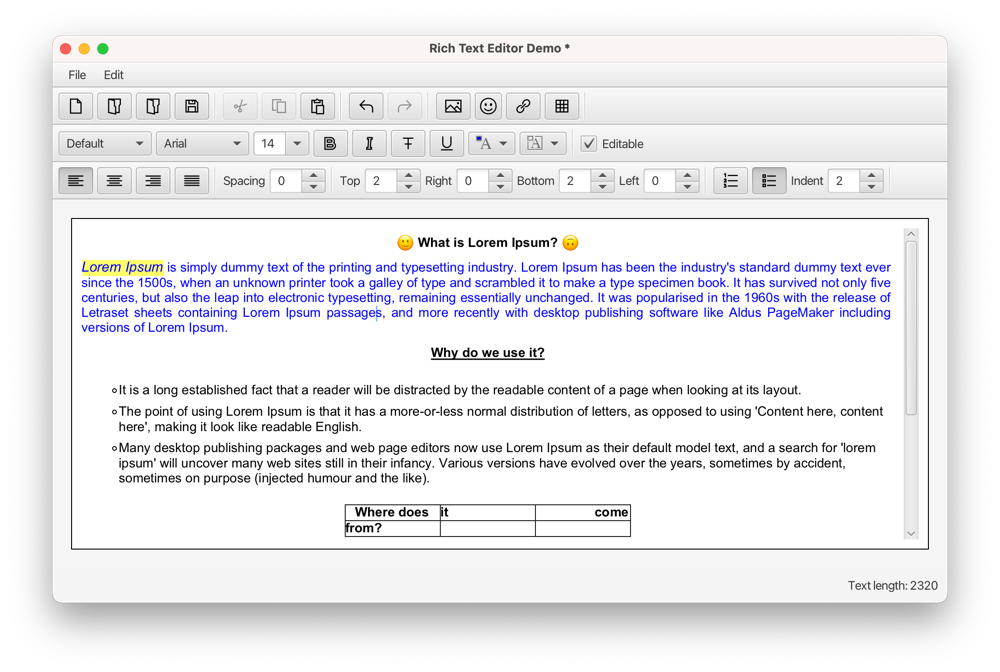 Rich Text Editor Demo *
File Edit
Default Arial 14 B I T U A A Editable
Spacing 0 Top 2 Right 0 Bottom 2 Left 0 Indent 2
🙂 What is Lorem Ipsum? 🙃
Lorem Ipsum is simply dummy text of the printing and typesetting industry. Lorem Ipsum has been the industry's standard dummy text ever
since the 1500s, when an unknown printer took a galley of type and scrambled it to make a type specimen book. It has survived not only five
centuries, but also the leap into electronic typesetting, remaining essentially unchanged. It was popularised in the 1960s with the release of
Letraset sheets containing Lorem Ipsum passages, and more recently with desktop publishing software like Aldus PageMaker including
versions of Lorem Ipsum.
Why do we use it?
It is a long established fact that a reader will be distracted by the readable content of a page when looking at its layout.
The point of using Lorem Ipsum is that it has a more-or-less normal distribution of letters, as opposed to using 'Content here, content
here', making it look like readable English.
Many desktop publishing packages and web page editors now use Lorem Ipsum as their default model text, and a search for 'lorem
ipsum' will uncover many web sites still in their infancy. Various versions have evolved over the years, sometimes by accident,
sometimes on purpose (injected humour and the like).
Where does it come
from?
Text length: 2320